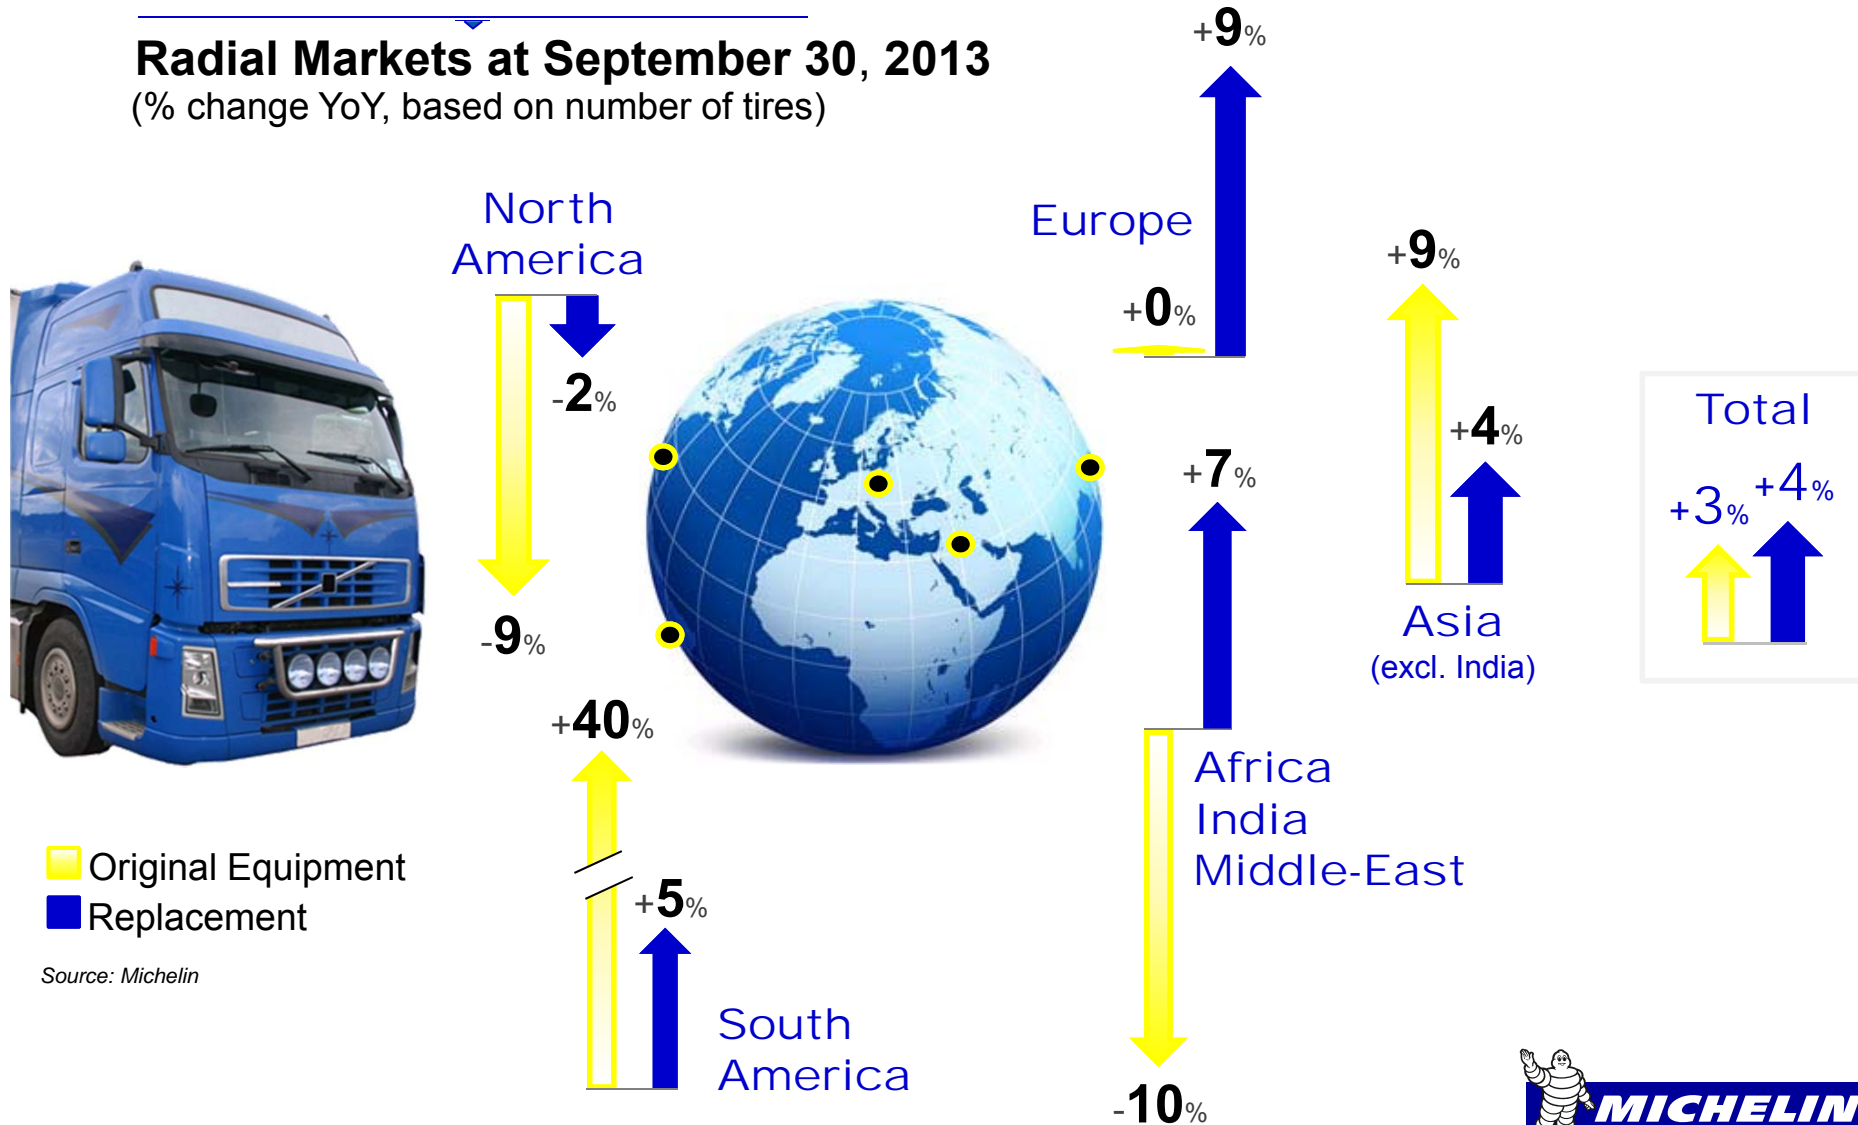 Radial Markets at September 30, 2013
(% change YoY, based on number of tires)
North
America
-9%
-2%
Europe
+0%
+9%
+9%
+4%
Asia
(excl. India)
Total
+3%
+4%
+7%
-10%
Africa
India
Middle-East
+40%
+5%
South
America
Original Equipment
Replacement
Source: Michelin
MICHELIN